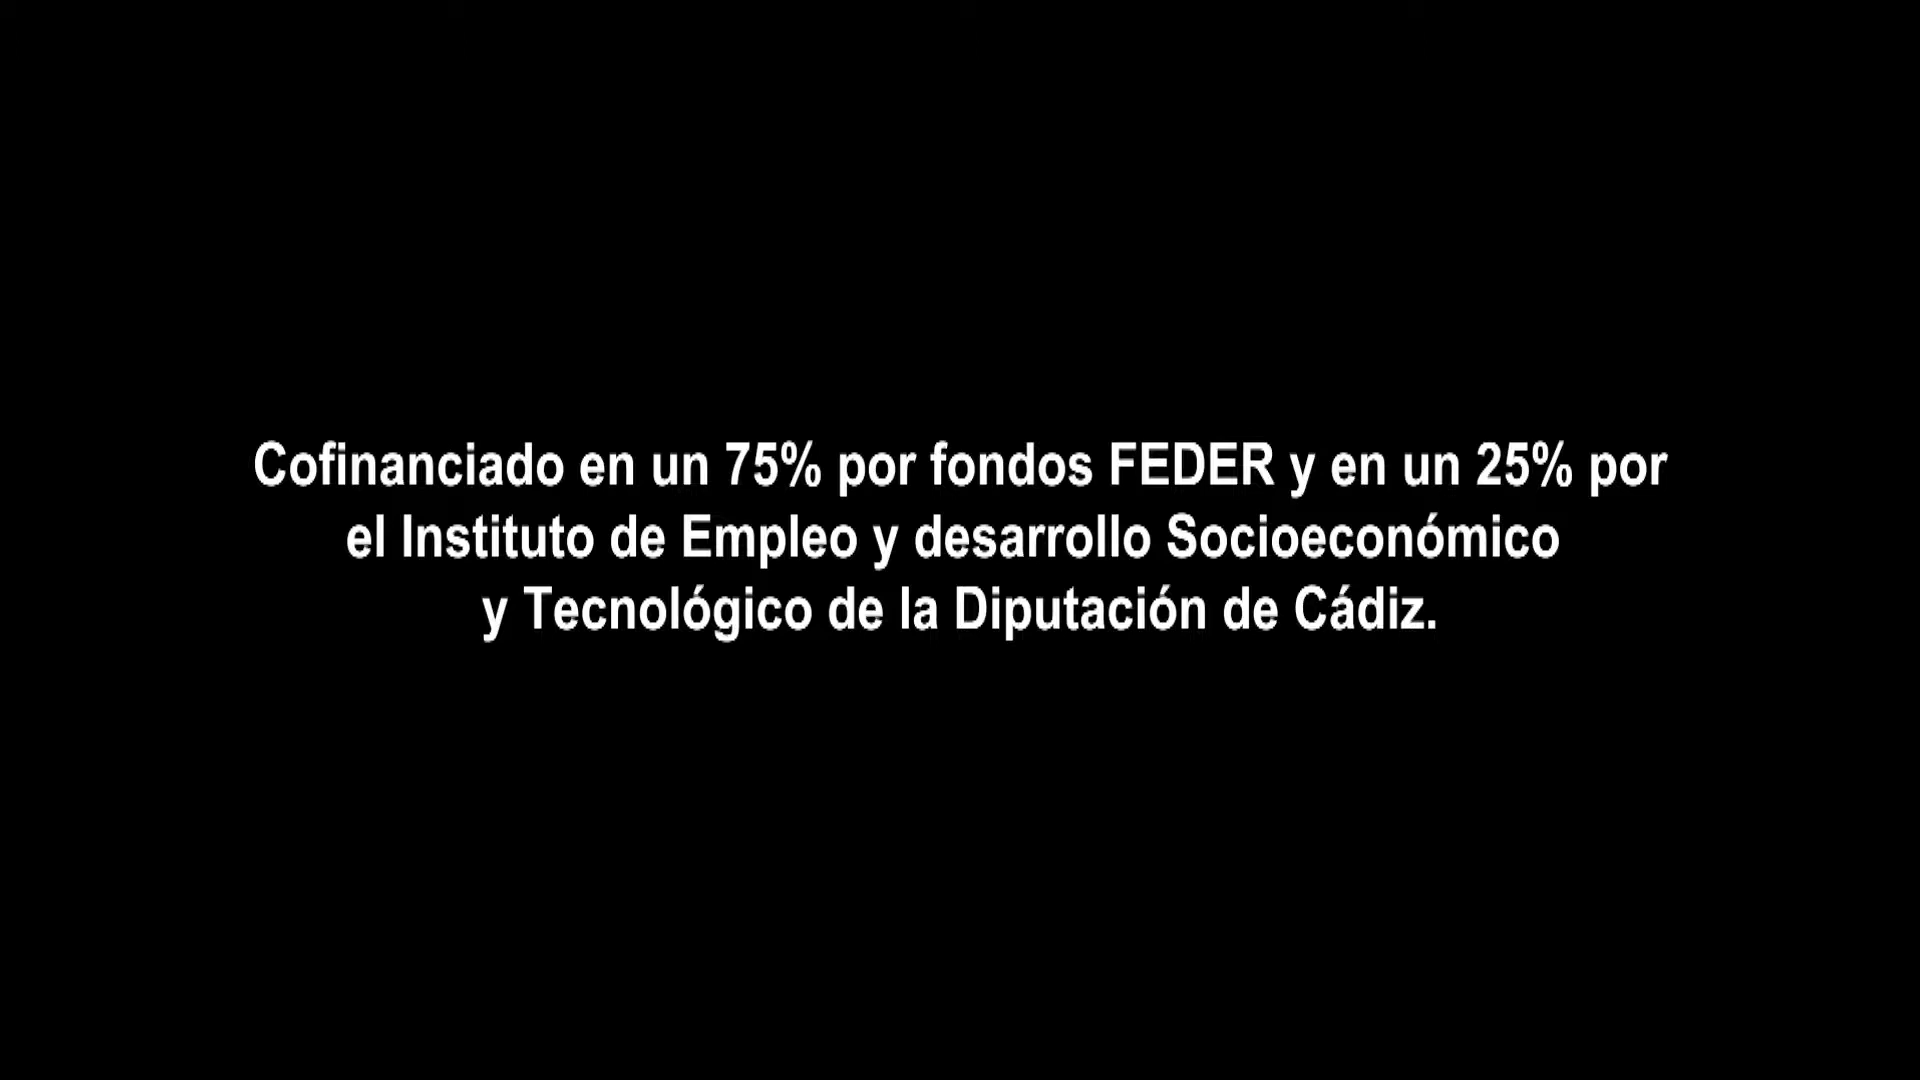 Cofinanciado en un 75% por fondos FEDER y en un 25% por
el Instituto de Empleo y desarrollo Socioeconómico
y Tecnológico de la Diputación de Cádiz.